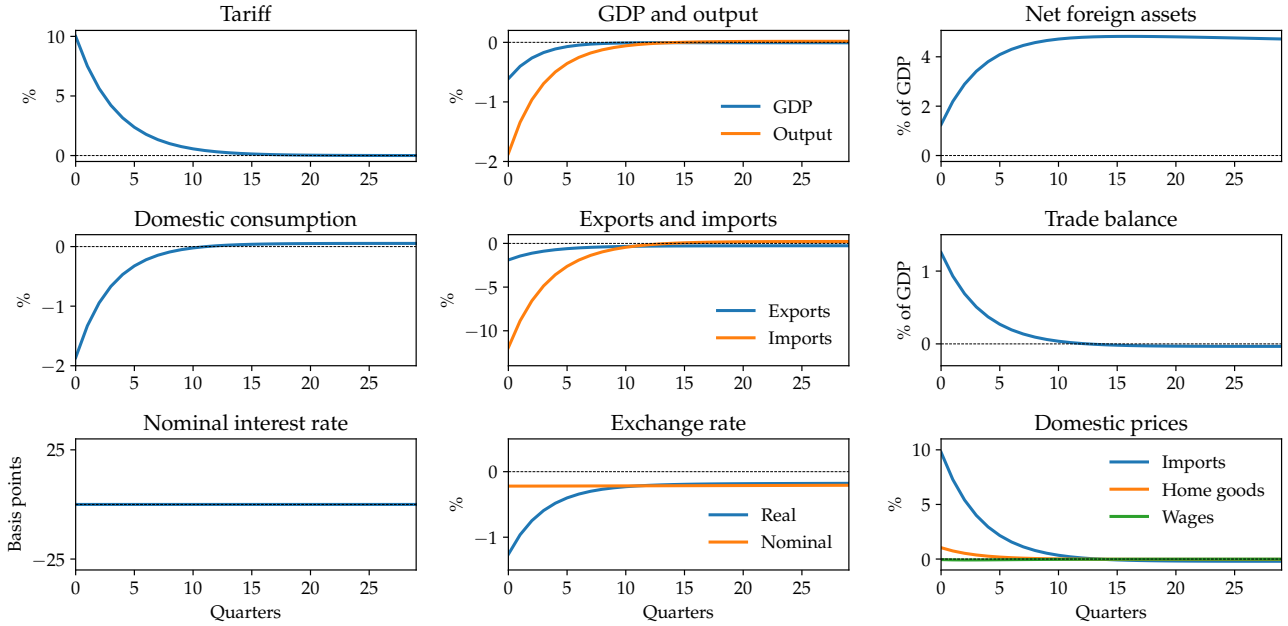 Tariff
%
10
5
0
0 5 10 15 20 25
GDP and output
%
0
−1
−2
GDP
Output
0 5 10 15 20 25
Net foreign assets
% of GDP
4
2
0
0 5 10 15 20 25
Domestic consumption
%
0
−1
−2
0 5 10 15 20 25
Exports and imports
%
0
−5
−10
Exports
Imports
0 5 10 15 20 25
Trade balance
% of GDP
1
0
0 5 10 15 20 25
Nominal interest rate
Basis points
25
−25
0 5 10 15 20 25
Quarters
Exchange rate
%
0
−1
Real
Nominal
0 5 10 15 20 25
Quarters
Domestic prices
%
10
5
0
Imports
Home goods
Wages
0 5 10 15 20 25
Quarters